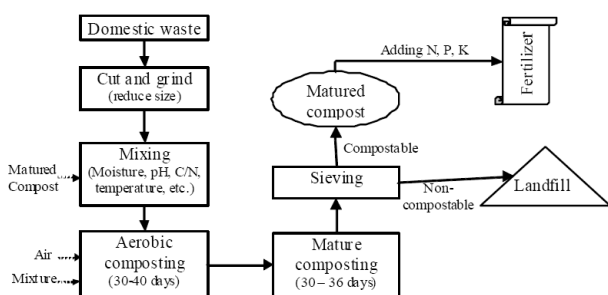 Domestic waste
Cut and grind
(reduce size)
Mixing
(Moisture, pH, C/N,
temperature, etc.)
Matured
Compost
Aerobic
composting
(30-40 days)
Air
Mixture
Mature
composting
(30– 36 days)
Sieving
Compostable
Non-
compostable
Landfill
Matured
compost
Adding N, P, K
Fertilizer